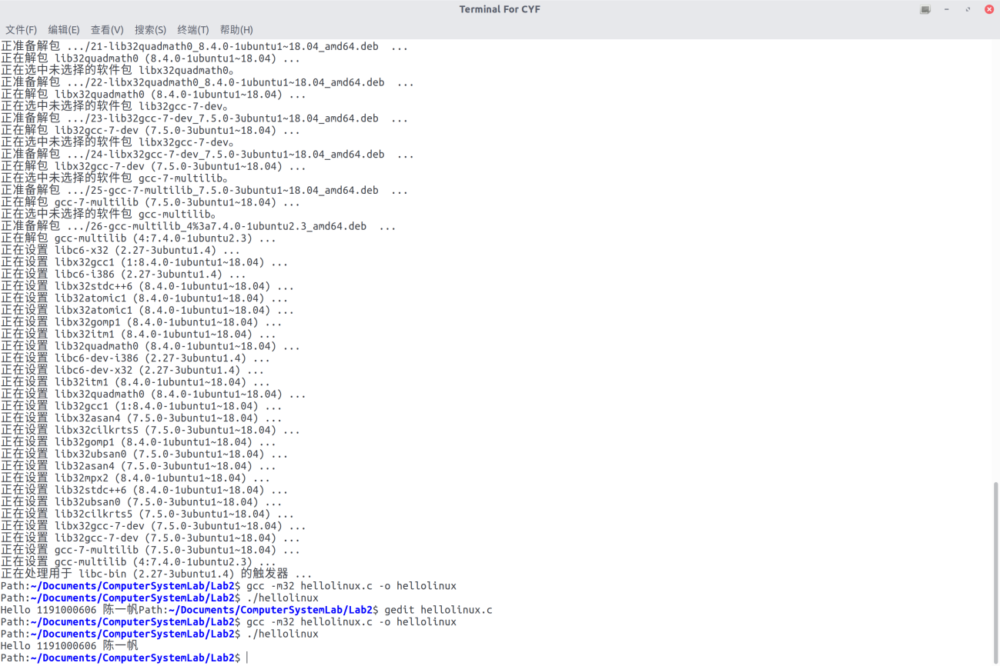 Terminal For CYF
文件(F) 编辑(E) 查看(V) 搜索(S) 终端(T) 帮助(H)
正准备解包 .../21-lib32quadmath0_8.4.0-1ubuntu1~18.04_amd64.deb  ...
正在解包 lib32quadmath0 (8.4.0-1ubuntu1~18.04) ...
正在选中未选择的软件包 libx32quadmath0。
正准备解包 .../22-libx32quadmath0_8.4.0-1ubuntu1~18.04_amd64.deb  ...
正在解包 libx32quadmath0 (8.4.0-1ubuntu1~18.04) ...
正在选中未选择的软件包 lib32gcc-7-dev。
正准备解包 .../23-lib32gcc-7-dev_7.5.0-3ubuntu1~18.04_amd64.deb  ...
正在解包 lib32gcc-7-dev (7.5.0-3ubuntu1~18.04) ...
正在选中未选择的软件包 libx32gcc-7-dev。
正准备解包 .../24-libx32gcc-7-dev_7.5.0-3ubuntu1~18.04_amd64.deb  ...
正在解包 libx32gcc-7-dev (7.5.0-3ubuntu1~18.04) ...
正在选中未选择的软件包 gcc-7-multilib。
正准备解包 .../25-gcc-7-multilib_7.5.0-3ubuntu1~18.04_amd64.deb  ...
正在解包 gcc-7-multilib (7.5.0-3ubuntu1~18.04) ...
正在选中未选择的软件包 gcc-multilib。
正准备解包 .../26-gcc-multilib_4%3a7.4.0-1ubuntu2.3_amd64.deb  ...
正在解包 gcc-multilib (4:7.4.0-1ubuntu2.3) ...
正在设置 libc6-x32 (2.27-3ubuntu1.4) ...
正在设置 libx32gcc1 (1:8.4.0-1ubuntu1~18.04) ...
正在设置 libc6-i386 (2.27-3ubuntu1.4) ...
正在设置 libx32stdc++6 (8.4.0-1ubuntu1~18.04) ...
正在设置 lib32atomic1 (8.4.0-1ubuntu1~18.04) ...
正在设置 libx32atomic1 (8.4.0-1ubuntu1~18.04) ...
正在设置 libx32gomp1 (8.4.0-1ubuntu1~18.04) ...
正在设置 libx32itm1 (8.4.0-1ubuntu1~18.04) ...
正在设置 lib32quadmath0 (8.4.0-1ubuntu1~18.04) ...
正在设置 libc6-dev-i386 (2.27-3ubuntu1.4) ...
正在设置 libc6-dev-x32 (2.27-3ubuntu1.4) ...
正在设置 lib32itm1 (8.4.0-1ubuntu1~18.04) ...
正在设置 libx32quadmath0 (8.4.0-1ubuntu1~18.04) ...
正在设置 lib32gcc1 (1:8.4.0-1ubuntu1~18.04) ...
正在设置 libx32asan4 (7.5.0-3ubuntu1~18.04) ...
正在设置 libx32cilkrts5 (7.5.0-3ubuntu1~18.04) ...
正在设置 lib32gomp1 (8.4.0-1ubuntu1~18.04) ...
正在设置 libx32ubsan0 (7.5.0-3ubuntu1~18.04) ...
正在设置 lib32asan4 (7.5.0-3ubuntu1~18.04) ...
正在设置 lib32mpx2 (8.4.0-1ubuntu1~18.04) ...
正在设置 lib32stdc++6 (8.4.0-1ubuntu1~18.04) ...
正在设置 lib32ubsan0 (7.5.0-3ubuntu1~18.04) ...
正在设置 lib32cilkrts5 (7.5.0-3ubuntu1~18.04) ...
正在设置 libx32gcc-7-dev (7.5.0-3ubuntu1~18.04) ...
正在设置 lib32gcc-7-dev (7.5.0-3ubuntu1~18.04) ...
正在设置 gcc-7-multilib (7.5.0-3ubuntu1~18.04) ...
正在设置 gcc-multilib (4:7.4.0-1ubuntu2.3) ...
正在处理用于 libc-bin (2.27-3ubuntu1.4) 的触发器 ...
Path:~/Documents/ComputerSystemLab/Lab2$ gcc -m32 hellolinux.c -o hellolinux
Path:~/Documents/ComputerSystemLab/Lab2$ ./hellolinux
Hello 1191000606 陈一帆Path:~/Documents/ComputerSystemLab/Lab2$ gedit hellolinux.c
Path:~/Documents/ComputerSystemLab/Lab2$ gcc -m32 hellolinux.c -o hellolinux
Path:~/Documents/ComputerSystemLab/Lab2$ ./hellolinux
Hello 1191000606 陈一帆
Path:~/Documents/ComputerSystemLab/Lab2$